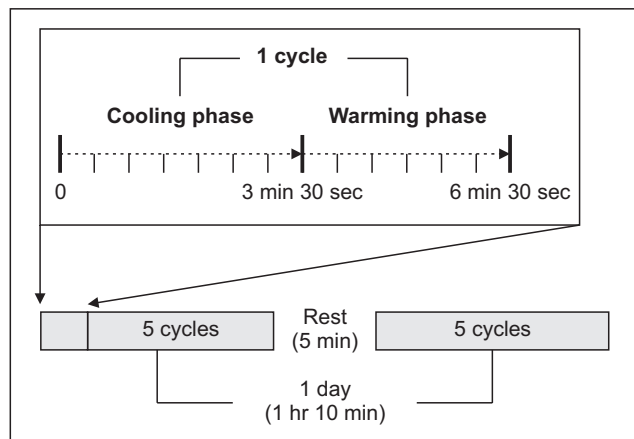 1 cycle
Cooling phase Warming phase
0 3 min 30 sec 6 min 30 sec
5 cycles Rest 5 cycles
(5 min)
1 day
(1 hr 10 min)